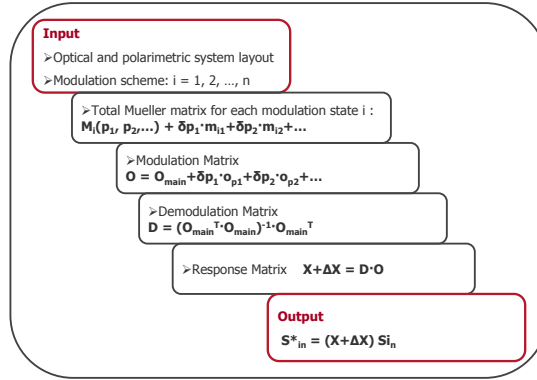 Input
➢Optical and polarimetric system layout
➢Modulation scheme: i = 1, 2, …, n
➢Total Mueller matrix for each modulation state i :
Mᵢ(p₁, p₂,…) + δp₁·mᵢ₁+δp₂·mᵢ₂+…
➢Modulation Matrix
O = Oₘₐᵢₙ+δp₁·oₚ₁+δp₂·oₚ₂+…
➢Demodulation Matrix
D = (Oₘₐᵢₙᵀ·Oₘₐᵢₙ)⁻¹·Oₘₐᵢₙᵀ
➢Response Matrix X+ΔX = D·O
Output
S*ᵢₙ = (X+ΔX) Siₙ